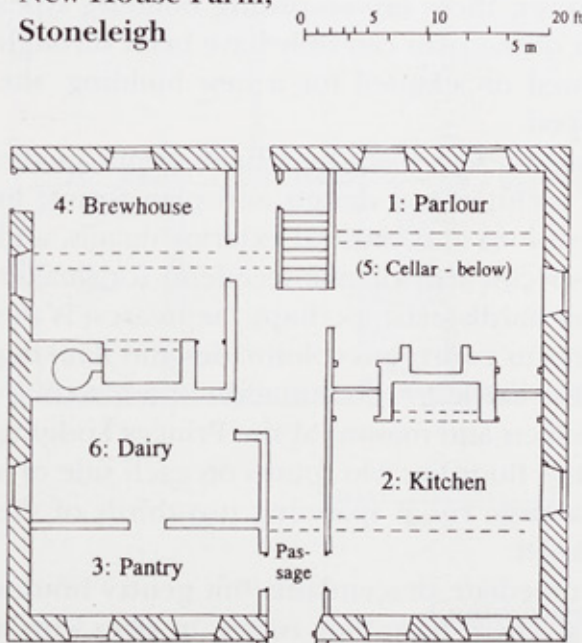 New House Farm,
Stoneleigh
0 5 10 20 ft
5 m
4: Brewhouse
1: Parlour
(5: Cellar - below)
6: Dairy
2: Kitchen
3: Pantry
Pas-
sage